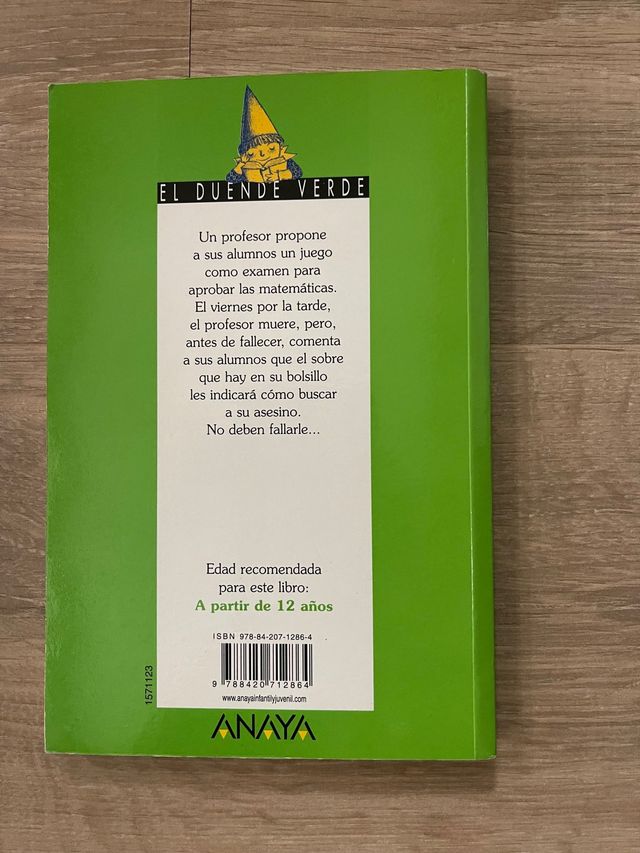 EL DUENDE VERDE
Un profesor propone
a sus alumnos un juego
como examen para
aprobar las matemáticas.
El viernes por la tarde,
el profesor muere, pero,
antes de fallecer, comenta
a sus alumnos que el sobre
que hay en su bolsillo
les indicará cómo buscar
a su asesino.
No deben fallarle...
Edad recomendada
para este libro:
A partir de 12 años
ISBN 978-84-207-1286-4
9 788420 712864
www.anayainfantilyjuvenil.com
1571123
ANAYA